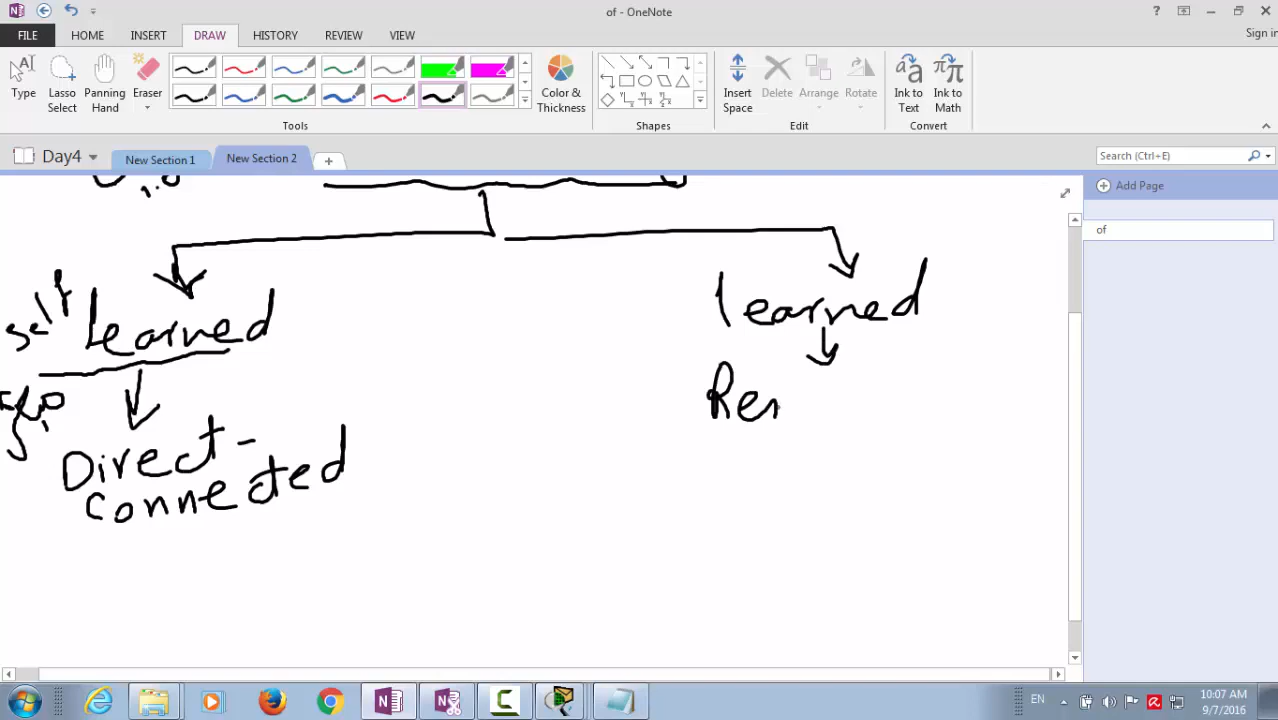 of - OneNote
? 
Sign in
FILE HOME INSERT DRAW HISTORY REVIEW VIEW
Type
Lasso Select
Panning Hand
Eraser
Color & Thickness
Insert Space
Delete
Arrange
Rotate
Ink to Text
Ink to Math
Tools
Shapes
Edit
Convert
Day4
New Section 1
New Section 2
Search (Ctrl+E)
Add Page
of
self Learned
learned
Direct-
connected
EN
10:07 AM
9/7/2016